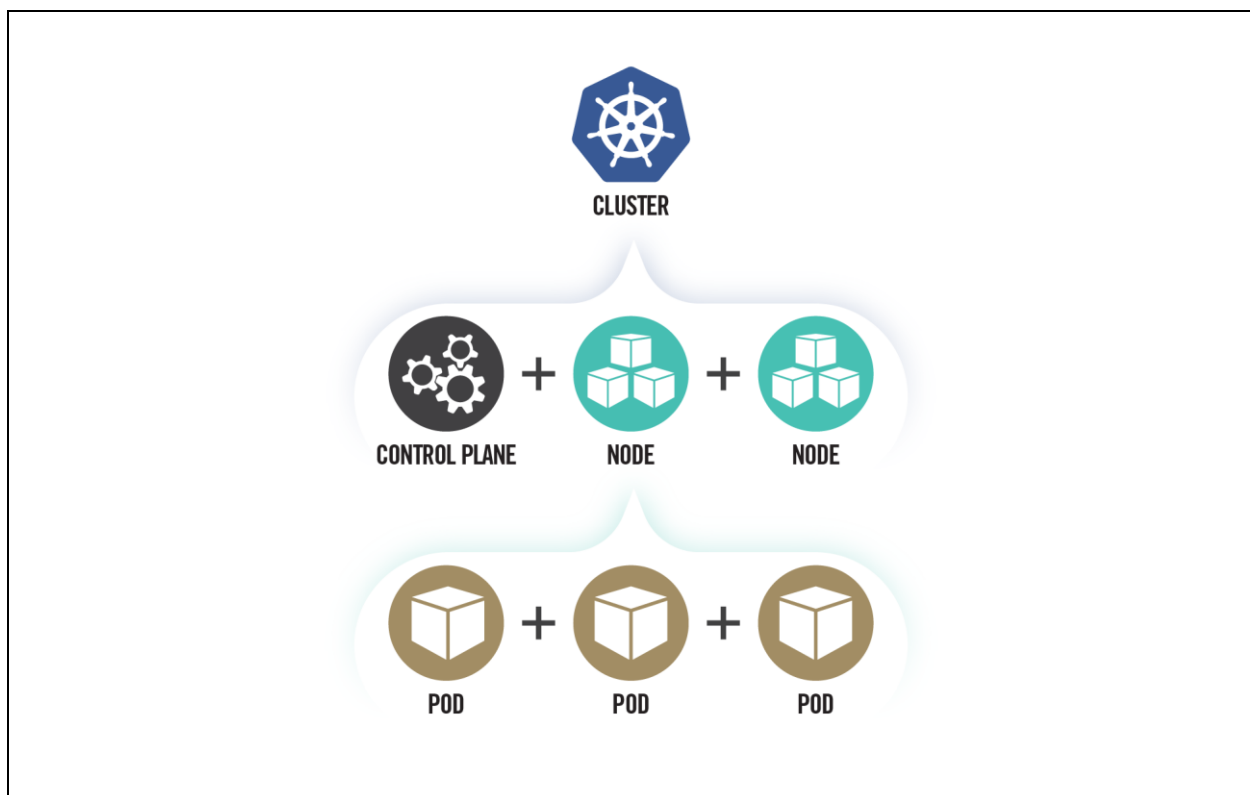 CLUSTER
CONTROL PLANE + NODE + NODE
POD + POD + POD